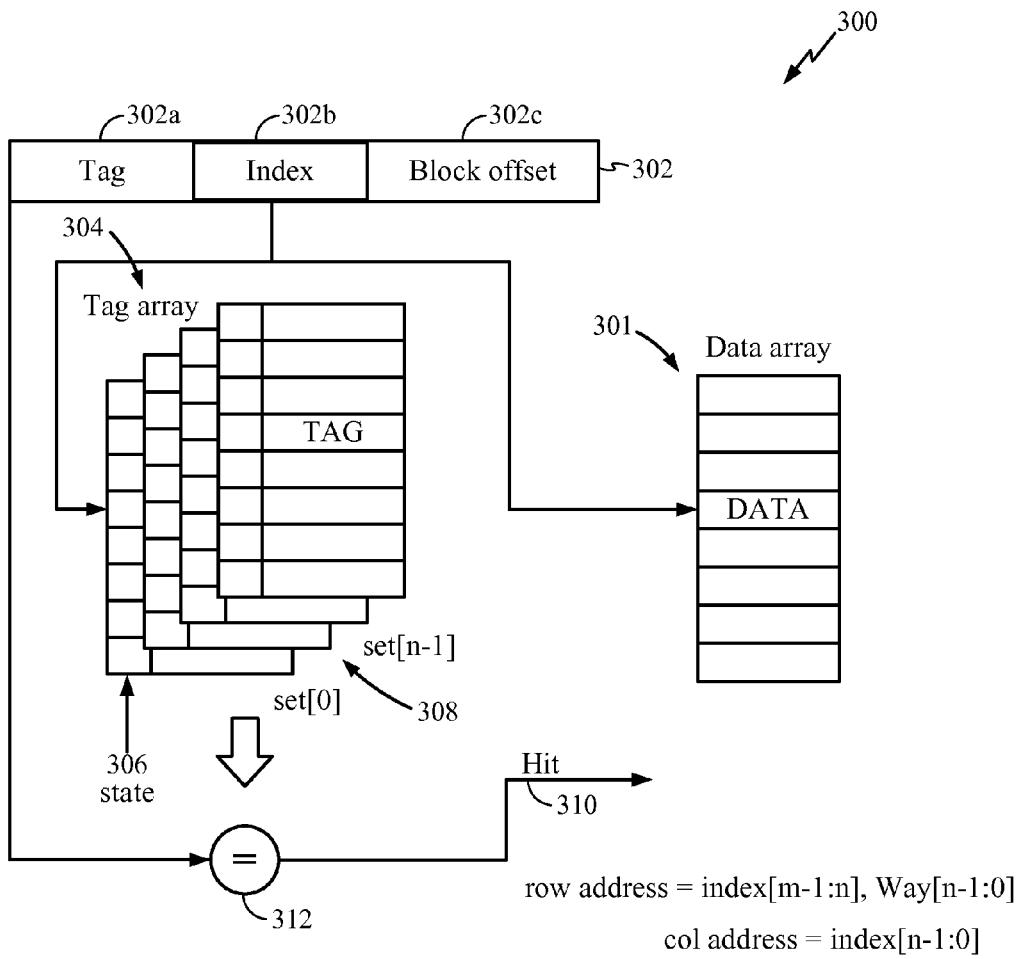 300
302a 302b 302c
Tag Index Block offset 302
304
Tag array
301
Data array
TAG
DATA
set[n-1]
set[0]
308
306
state
Hit
310
=
312
row address = index[m-1:n], Way[n-1:0]
col address = index[n-1:0]